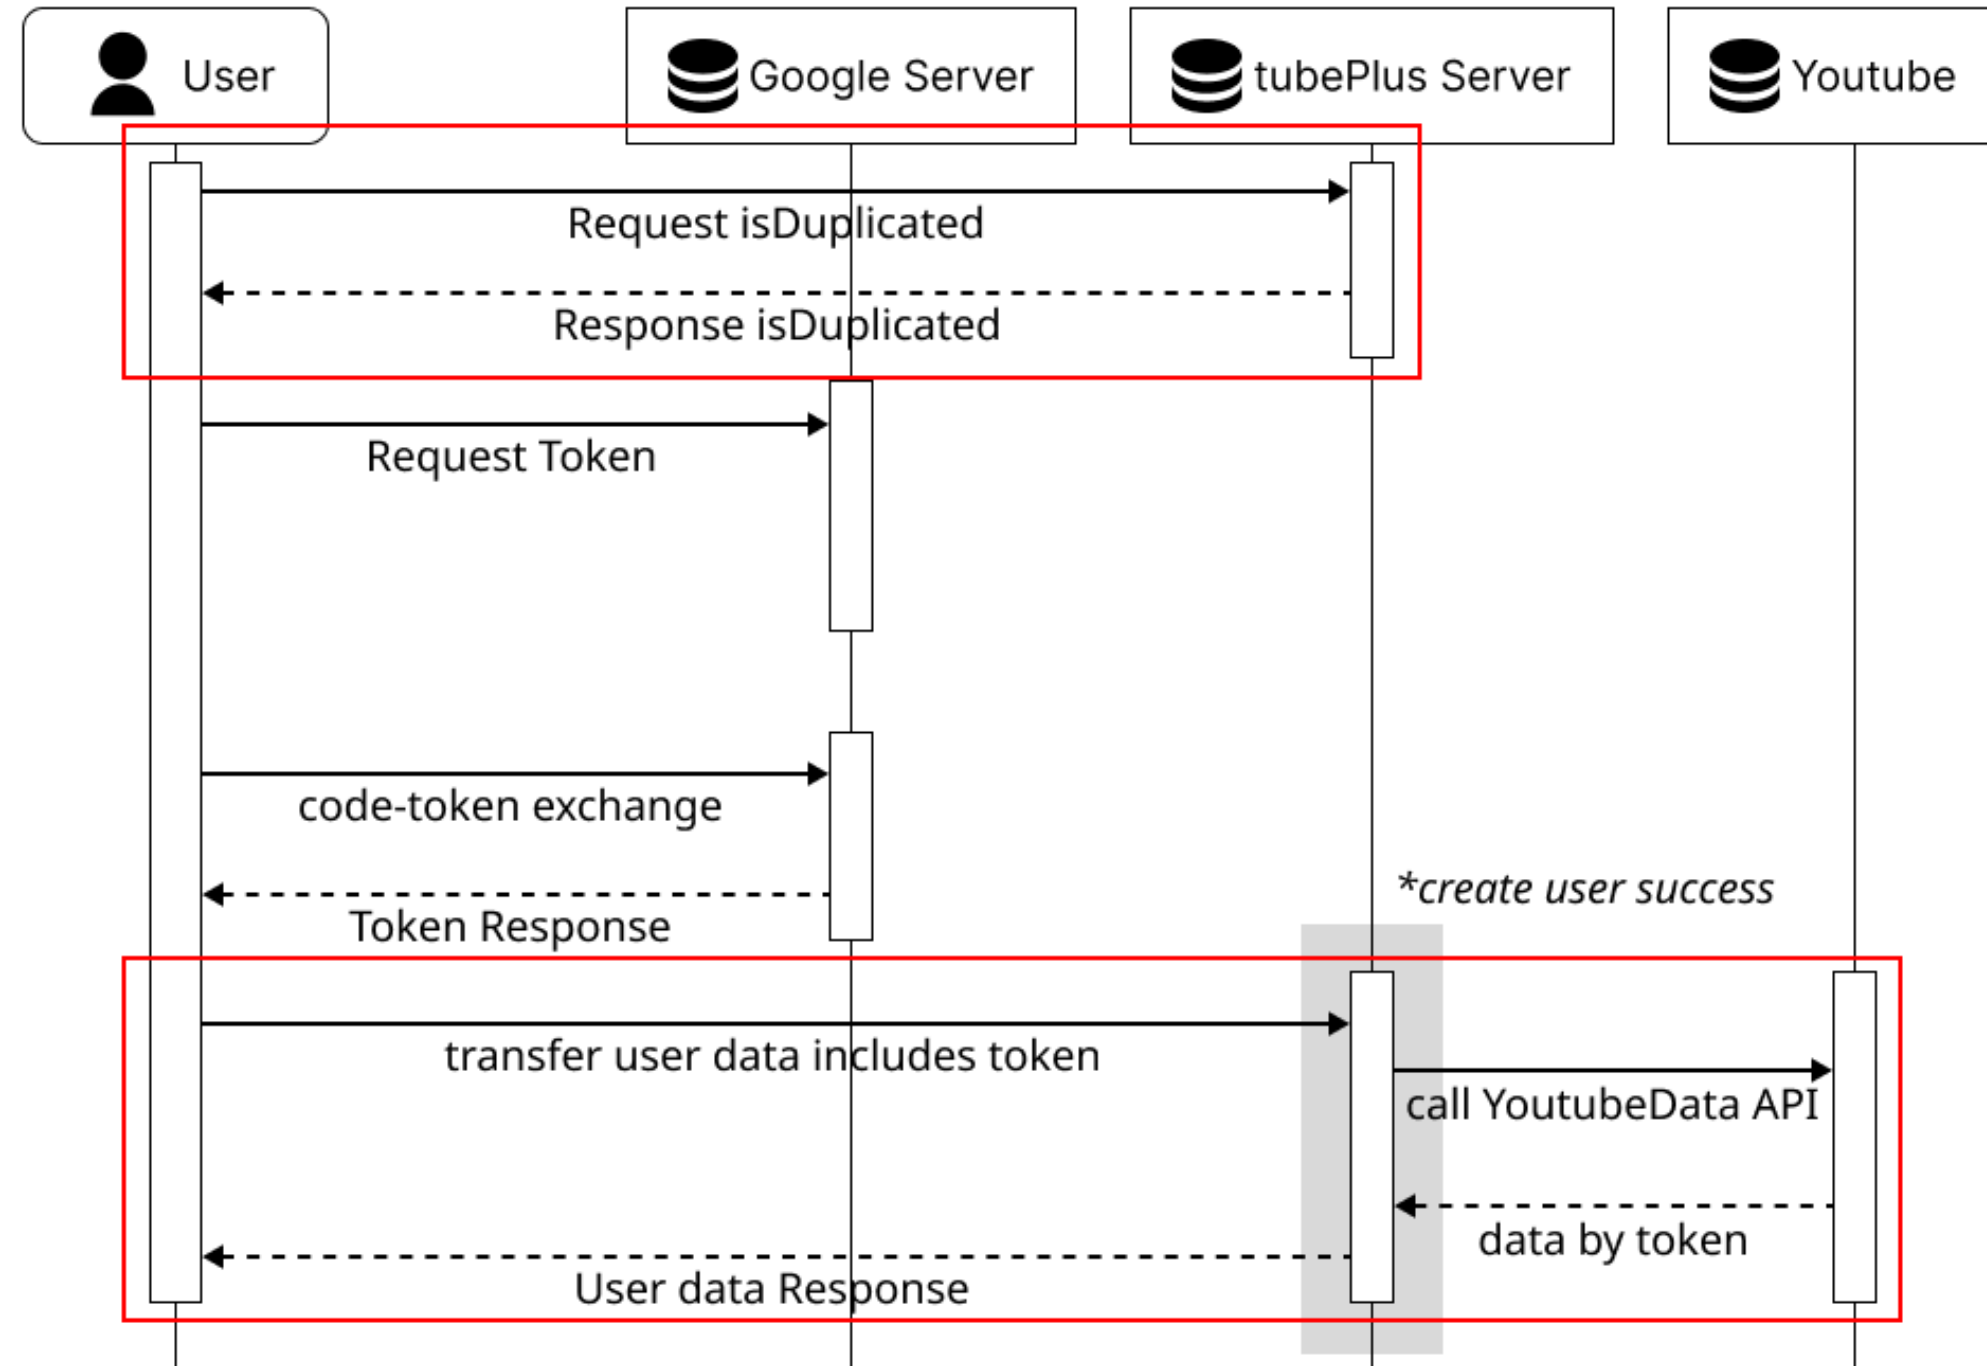 User
Google Server
tubePlus Server
Youtube
Request isDuplicated
Response isDuplicated
Request Token
code-token exchange
*create user success
Token Response
transfer user data includes token
call YoutubeData API
data by token
User data Response